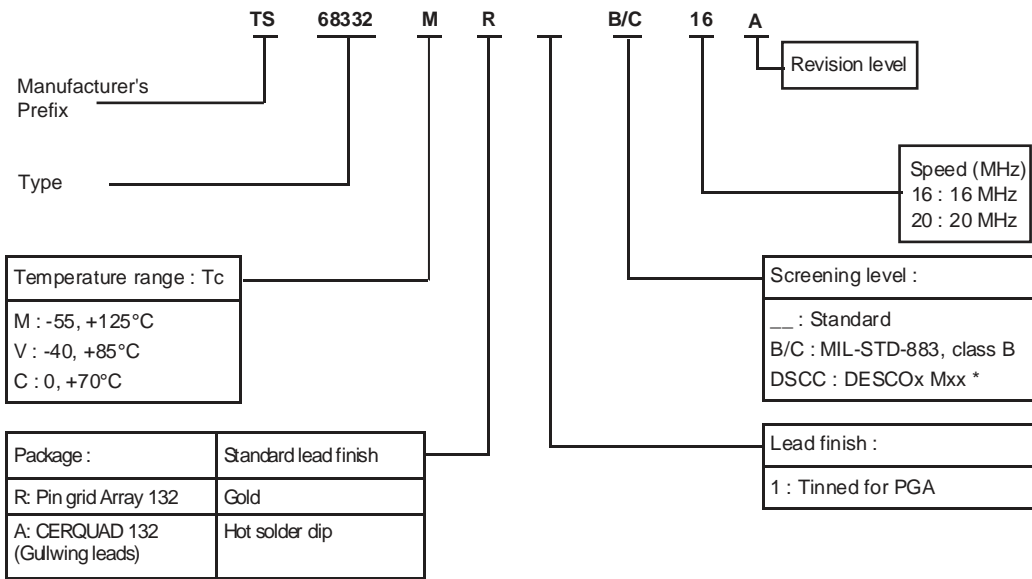 TS 68332 M R B/C 16 A
Revision level
Manufacturer's
Prefix
Type
Speed (MHz)
16 : 16 MHz
20 : 20 MHz
Temperature range : Tc
M : -55, +125°C
V : -40, +85°C
C : 0, +70°C
Screening level :
__ : Standard
B/C : MIL-STD-883, class B
DSCC : DESCOx Mxx *
Package : Standard lead finish
R: Pin grid Array 132 Gold
A: CERQUAD 132 Hot solder dip
(Gullwing leads)
Lead finish :
1 : Tinned for PGA